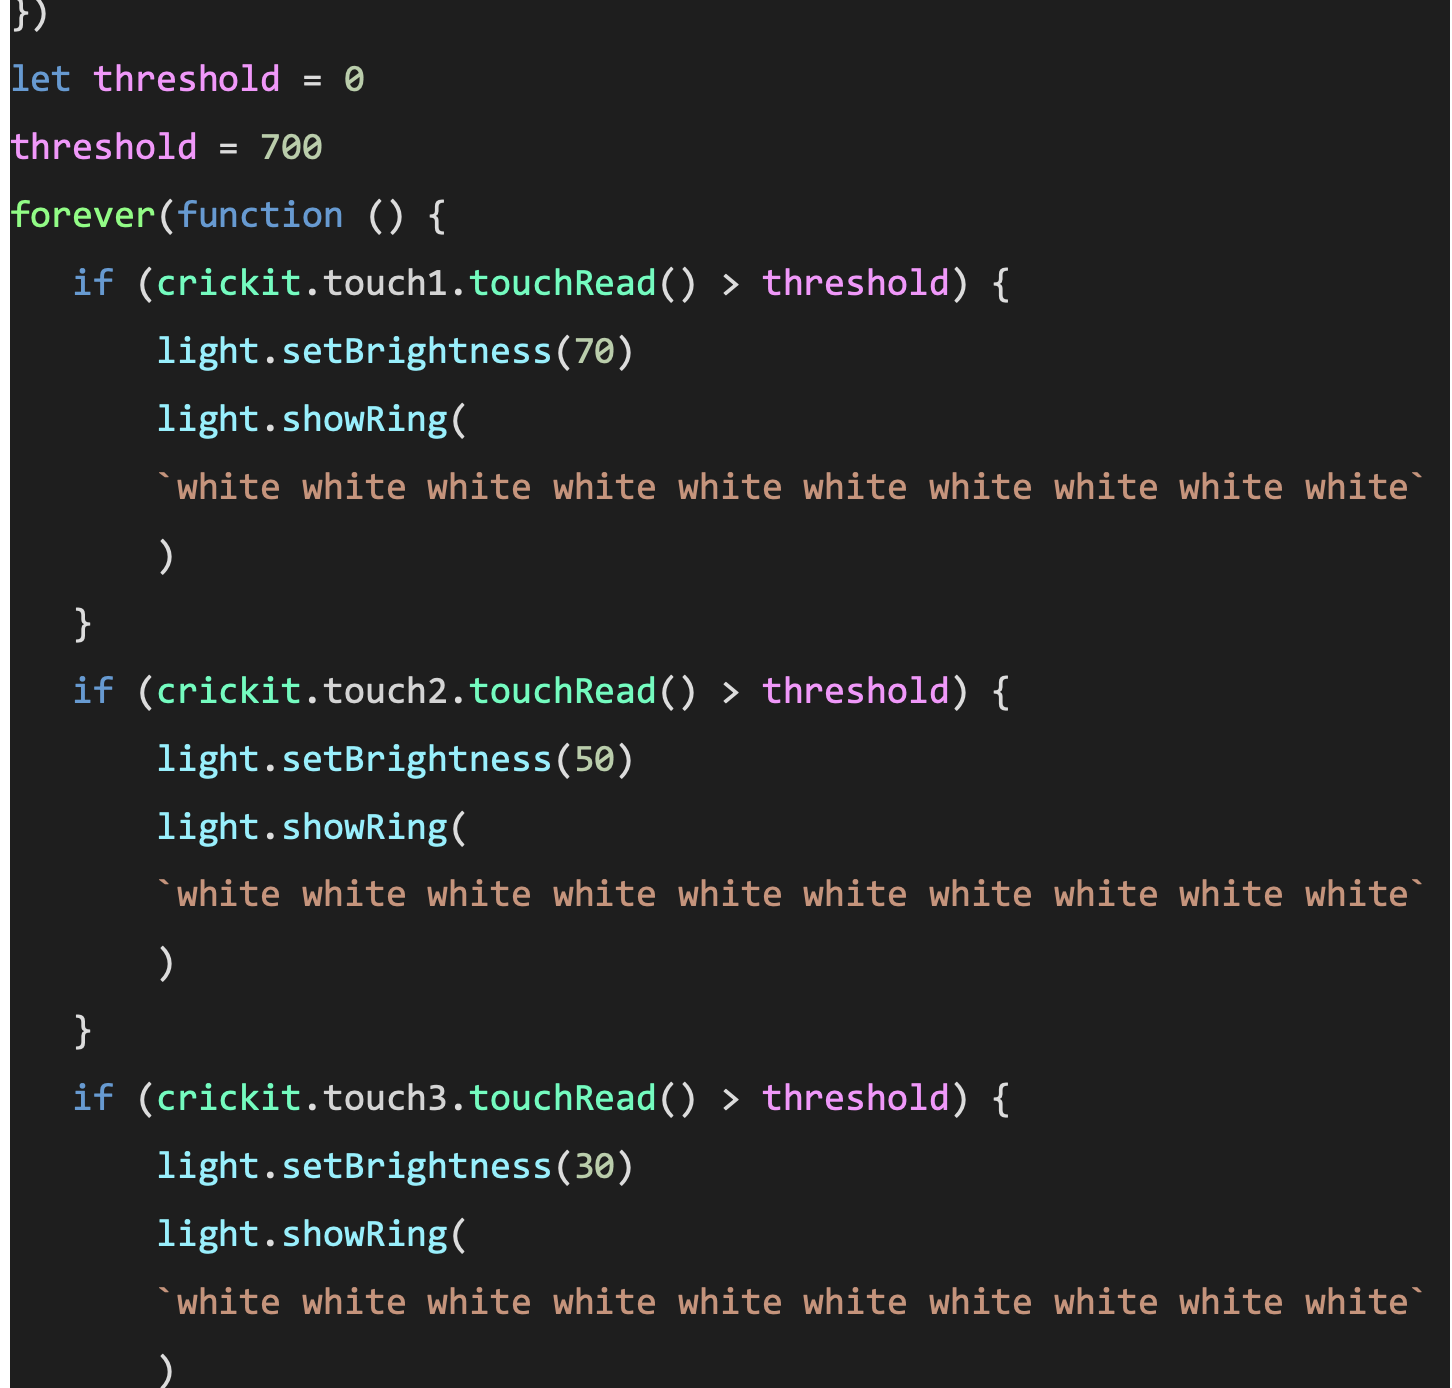 })
let threshold = 0
threshold = 700
forever(function () {
if (crickit.touch1.touchRead() > threshold) {
light.setBrightness(70)
light.showRing(
`white white white white white white white white white white`
)
}
if (crickit.touch2.touchRead() > threshold) {
light.setBrightness(50)
light.showRing(
`white white white white white white white white white white`
)
}
if (crickit.touch3.touchRead() > threshold) {
light.setBrightness(30)
light.showRing(
`white white white white white white white white white white`
)